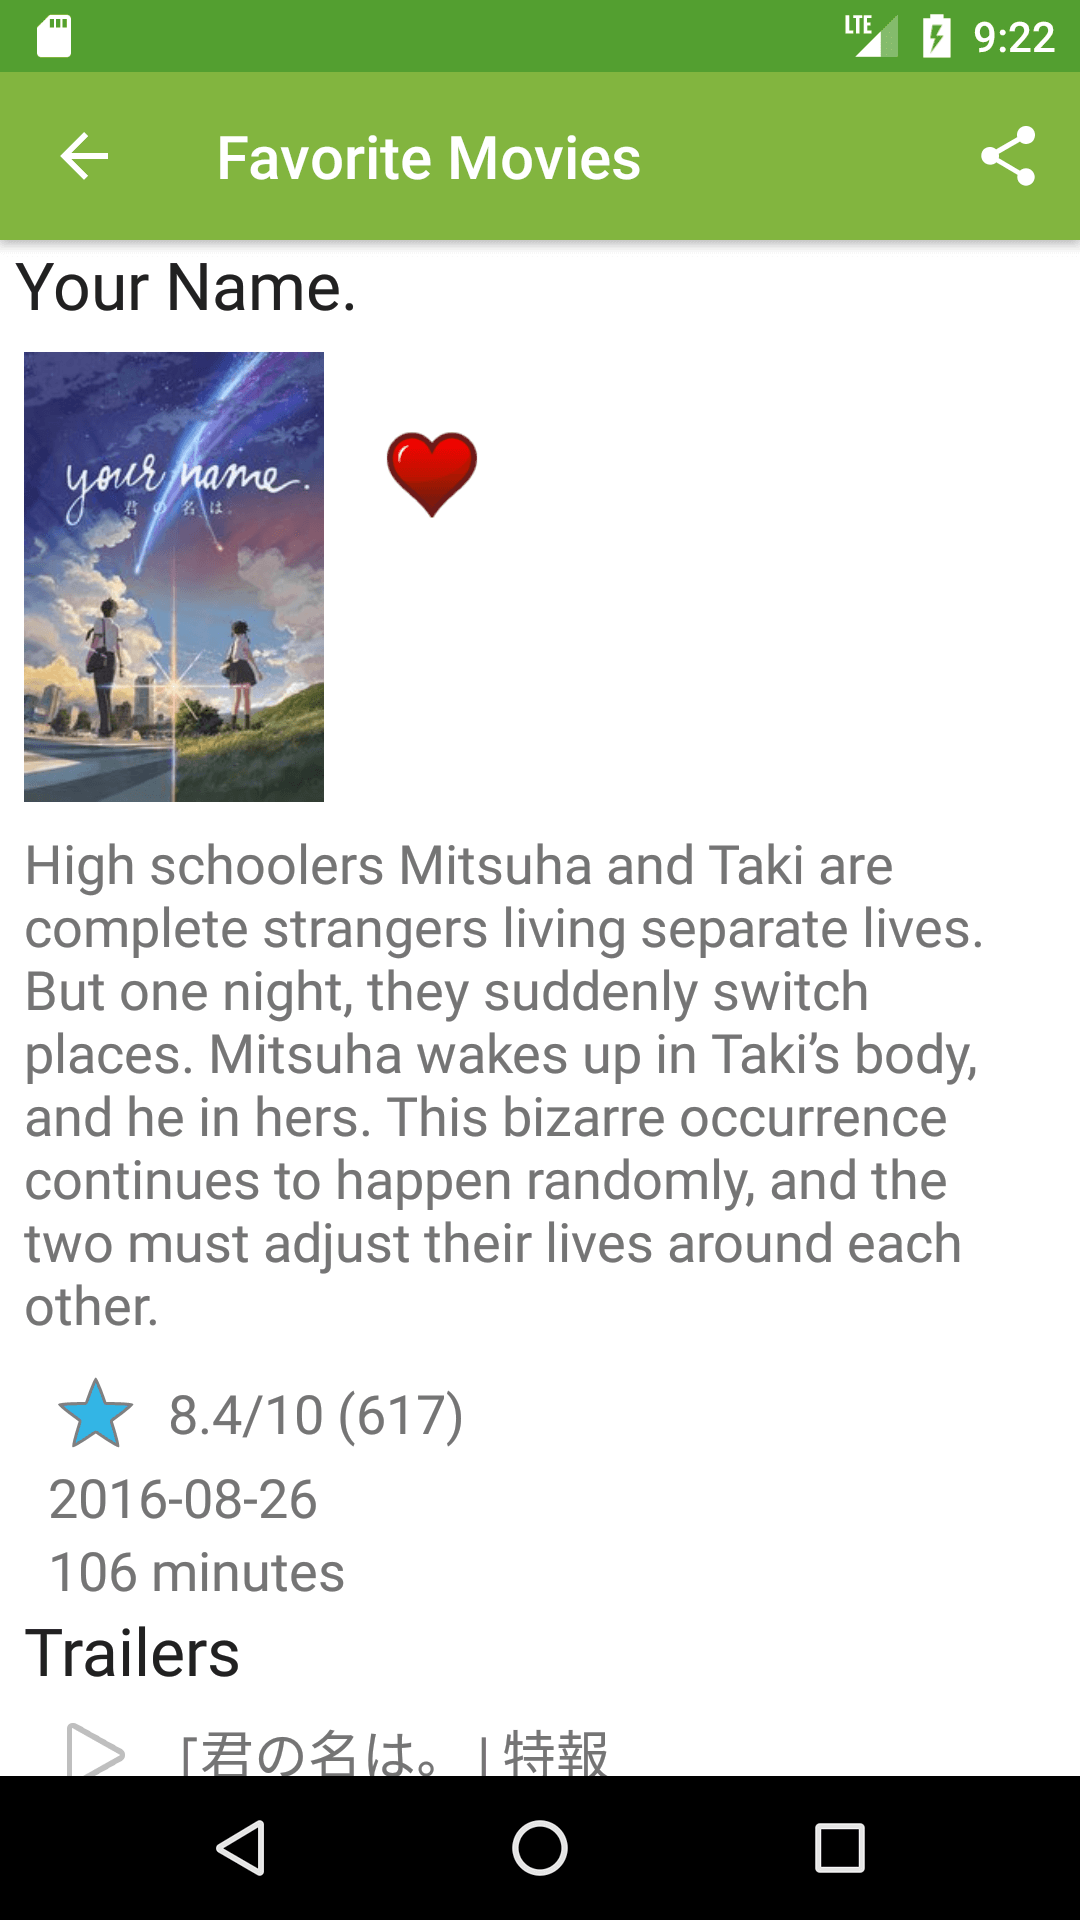 LTE 9:22
Favorite Movies
Your Name.
your name.
君の名は。
High schoolers Mitsuha and Taki are
complete strangers living separate lives.
But one night, they suddenly switch
places. Mitsuha wakes up in Taki’s body,
and he in hers. This bizarre occurrence
continues to happen randomly, and the
two must adjust their lives around each
other.
8.4/10 (617)
2016-08-26
106 minutes
Trailers
「君の名は。」特報